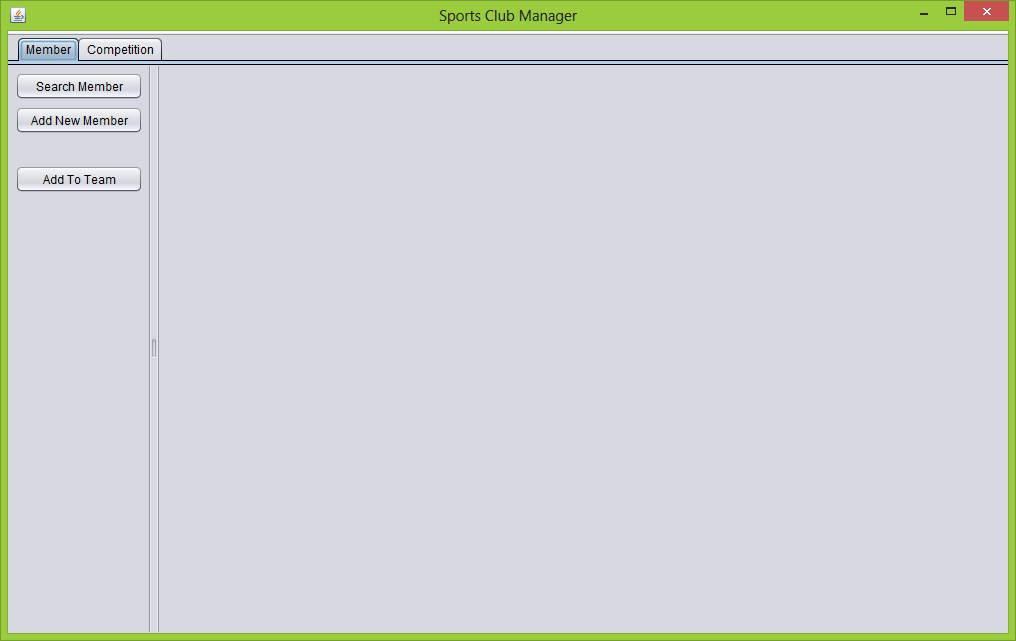 Sports Club Manager
Member Competition
Search Member
Add New Member
Add To Team